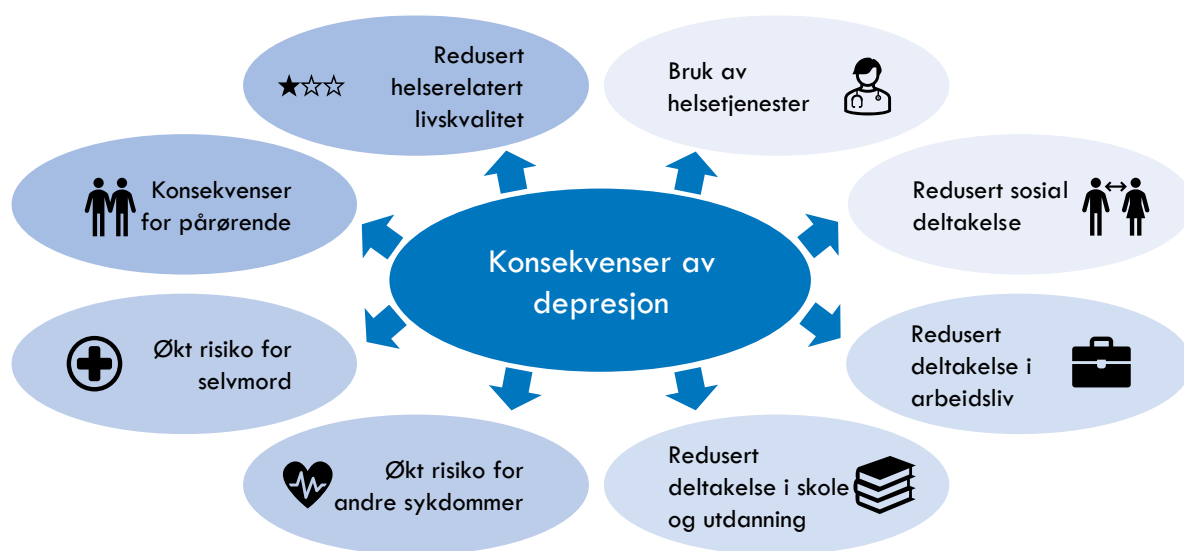 Redusert
helserelatert
livskvalitet
Bruk av
helsetjenester
Konsekvenser
for pårørende
Redusert sosial
deltakelse
Konsekvenser av
depresjon
Økt risiko for
selvmord
Redusert
deltakelse i
arbeidsliv
Økt risiko for
andre sykdommer
Redusert
deltakelse i skole
og utdanning